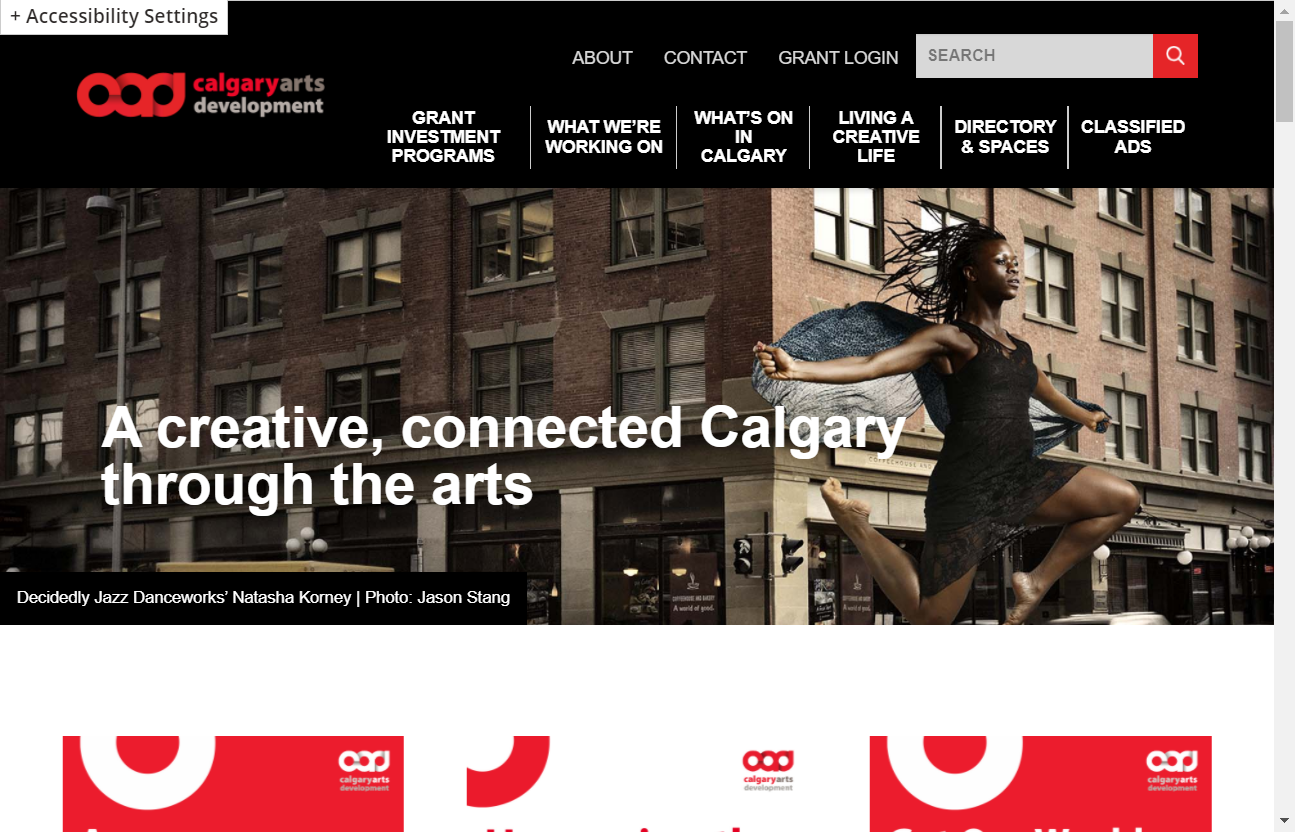 + Accessibility Settings
ABOUT
CONTACT
GRANT LOGIN
SEARCH
calgaryarts
development
GRANT
INVESTMENT
PROGRAMS
WHAT WE’RE
WORKING ON
WHAT’S ON
IN
CALGARY
LIVING A
CREATIVE
LIFE
DIRECTORY
& SPACES
CLASSIFIED
ADS
A creative, connected Calgary
through the arts
Decidedly Jazz Danceworks’ Natasha Korney | Photo: Jason Stang
calgaryarts
development
calgaryarts
development
calgaryarts
development